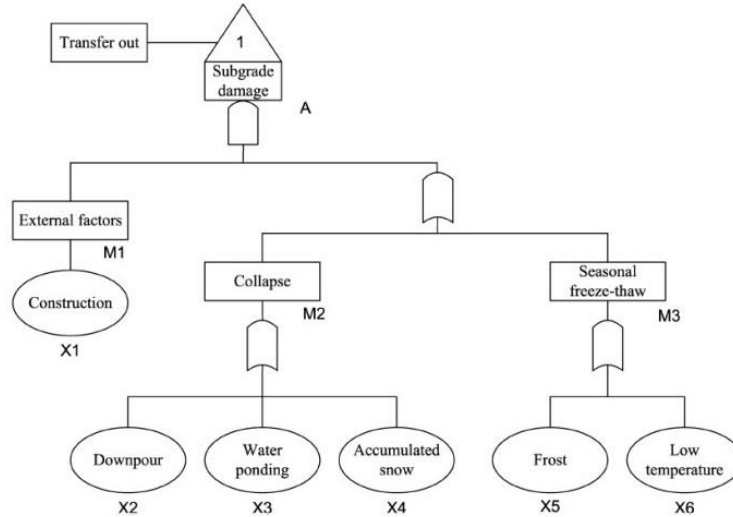 Transfer out
1
Subgrade
damage
A
External factors
M1
Construction
X1
Collapse
M2
Seasonal
freeze-thaw
M3
Downpour
X2
Water
ponding
X3
Accumulated
snow
X4
Frost
X5
Low
temperature
X6